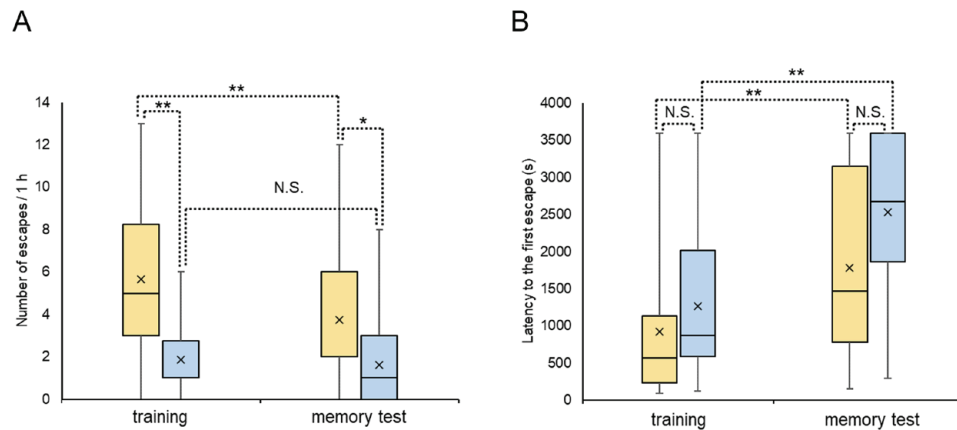 A
B
**
**
*
N.S.
14
12
10
8
6
4
2
0
Number of escapes / 1 h
training
memory test
**
**
N.S.
N.S.
4000
3500
3000
2500
2000
1500
1000
500
0
Latency to the first escape (s)
training
memory test